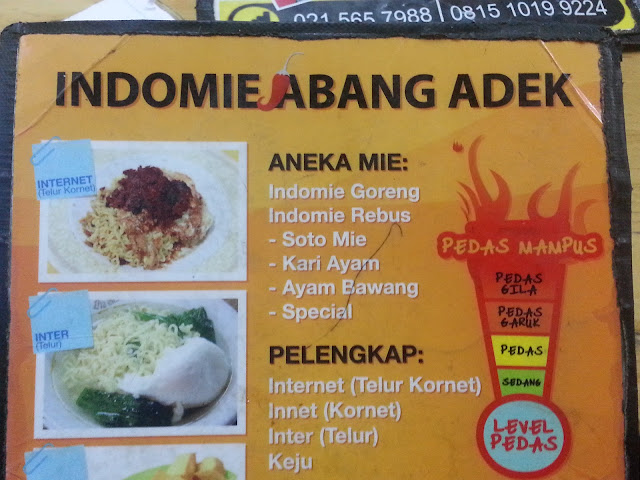 021 565 7988 | 0815 1019 9224
INDOMIE ABANG ADEK
INTERNET
(Telur Kornet)
INTER
(Telur)
ANEKA MIE:
Indomie Goreng
Indomie Rebus
- Soto Mie
- Kari Ayam
- Ayam Bawang
- Special
PELENGKAP:
Internet (Telur Kornet)
Innet (Kornet)
Inter (Telur)
Keju
PEDAS MAMPUS
PEDAS
GILA
PEDAS
GARUK
PEDAS
SEDANG
LEVEL
PEDAS